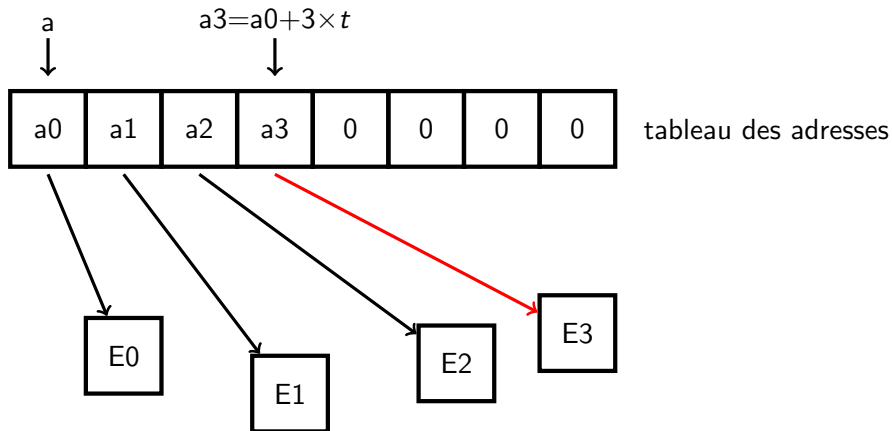 a a3=a0+3×t
a0 a1 a2 a3 0 0 0 0 tableau des adresses
E0 E1 E2 E3